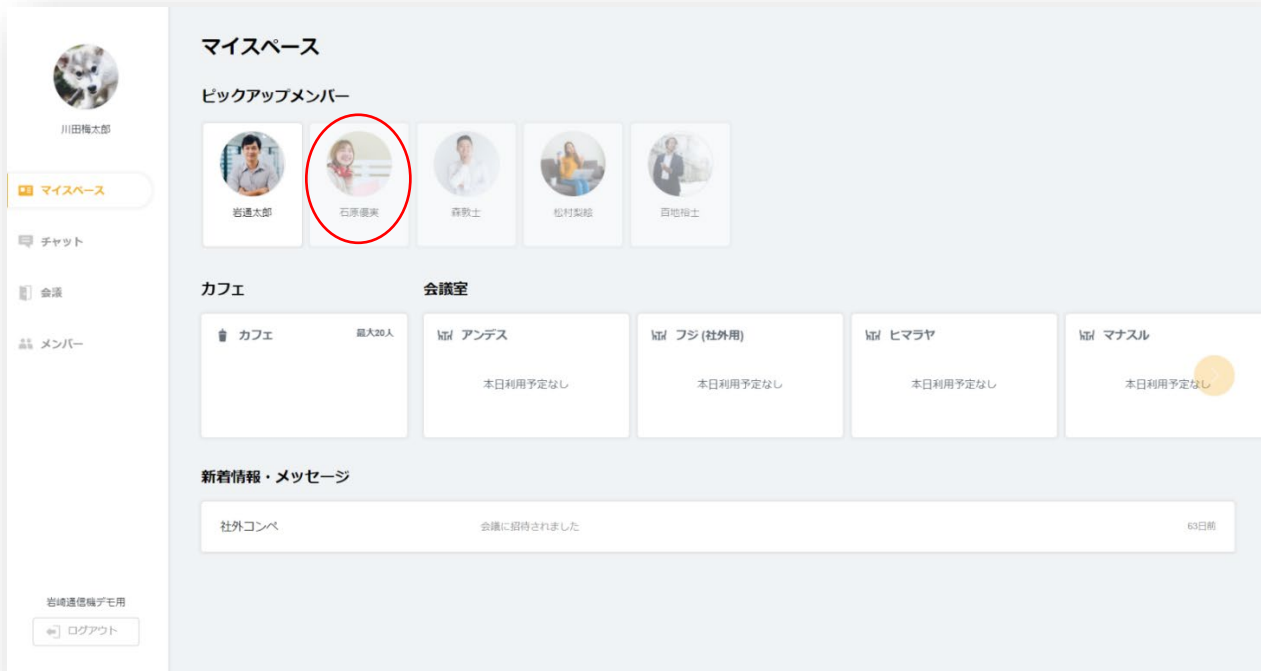 マイスペース
ピックアップメンバー
川田梅太郎
岩通太郎
石原優実
森敦士
松村梨絵
百地裕士
マイスペース
チャット
会議
メンバー
カフェ
会議室
カフェ
最大20人
アンデス
フジ (社外用)
ヒマラヤ
マナスル
本日利用予定なし
本日利用予定なし
本日利用予定なし
本日利用予定なし
新着情報・メッセージ
社外コンペ
会議に招待されました
63日前
岩崎通信機デモ用
ログアウト